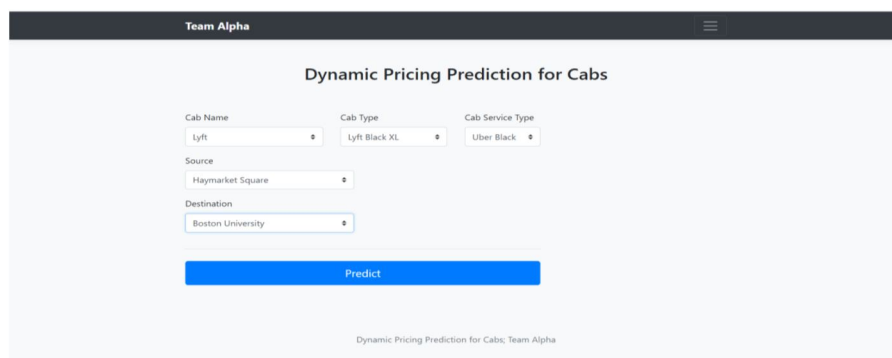 Team Alpha
Dynamic Pricing Prediction for Cabs
Cab Name Cab Type Cab Service Type
Lyft Lyft Black XL Uber Black
Source
Haymarket Square
Destination
Boston University
Predict
Dynamic Pricing Prediction for Cabs; Team Alpha